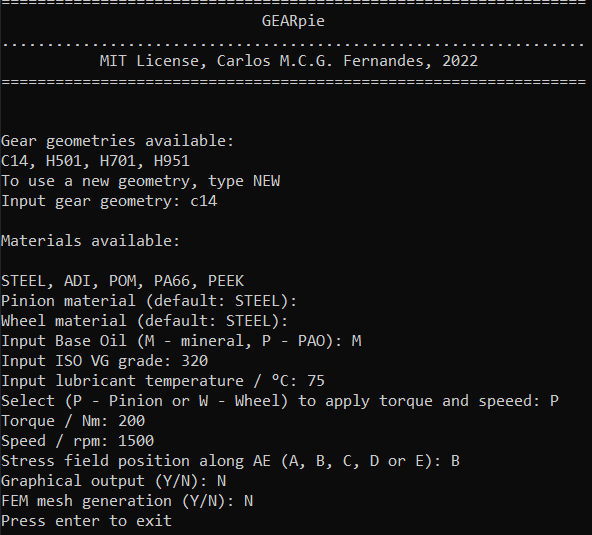 =================================================================
GEARpie
.................................................................
MIT License, Carlos M.C.G. Fernandes, 2022
=================================================================
Gear geometries available:
C14, H501, H701, H951
To use a new geometry, type NEW
Input gear geometry: c14
Materials available:
STEEL, ADI, POM, PA66, PEEK
Pinion material (default: STEEL):
Wheel material (default: STEEL):
Input Base Oil (M - mineral, P - PAO): M
Input ISO VG grade: 320
Input lubricant temperature / ºC: 75
Select (P - Pinion or W - Wheel) to apply torque and speeed: P
Torque / Nm: 200
Speed / rpm: 1500
Stress field position along AE (A, B, C, D or E): B
Graphical output (Y/N): N
FEM mesh generation (Y/N): N
Press enter to exit